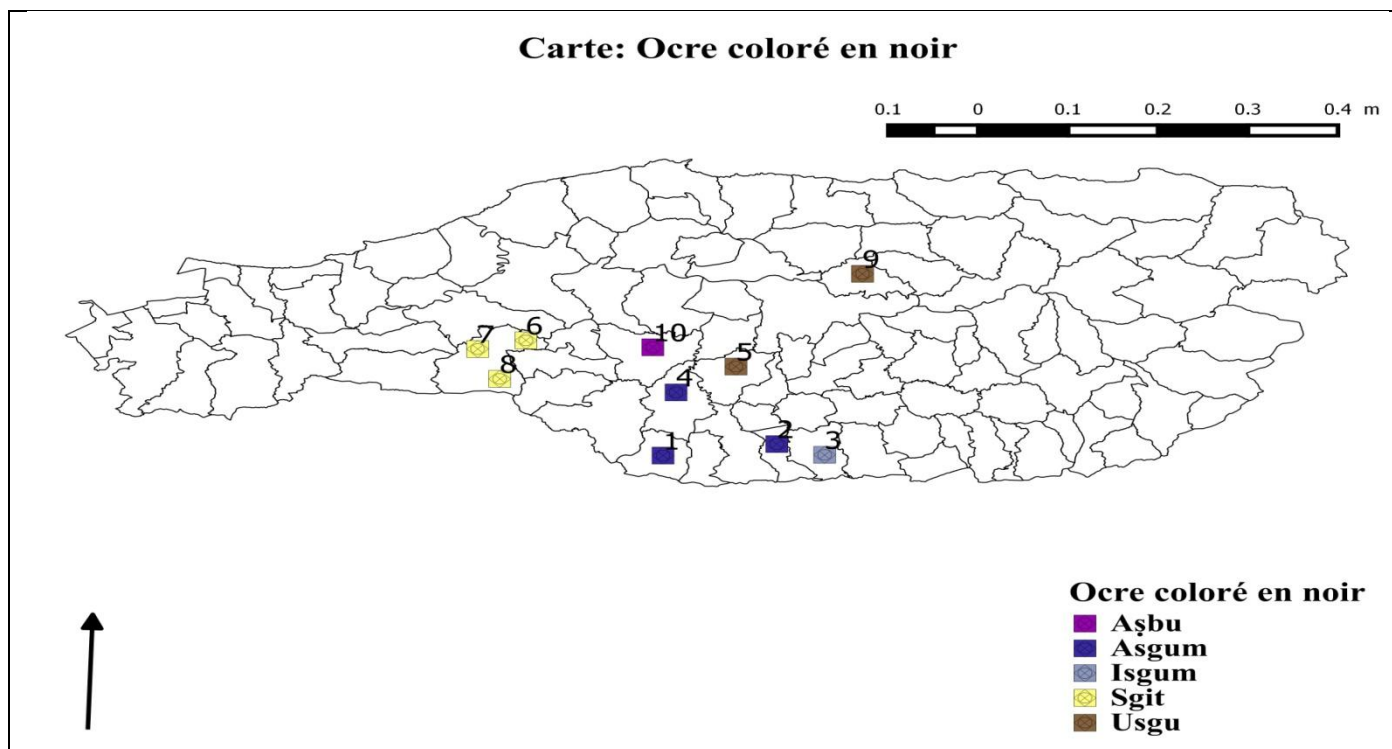 Carte: Ocre coloré en noir
0.1 0 0.1 0.2 0.3 0.4 m
9
6
7
10
8
5
4
2
1
3
Ocre coloré en noir
Aṣbu
Asgum
Isgum
Sgit
Usgu